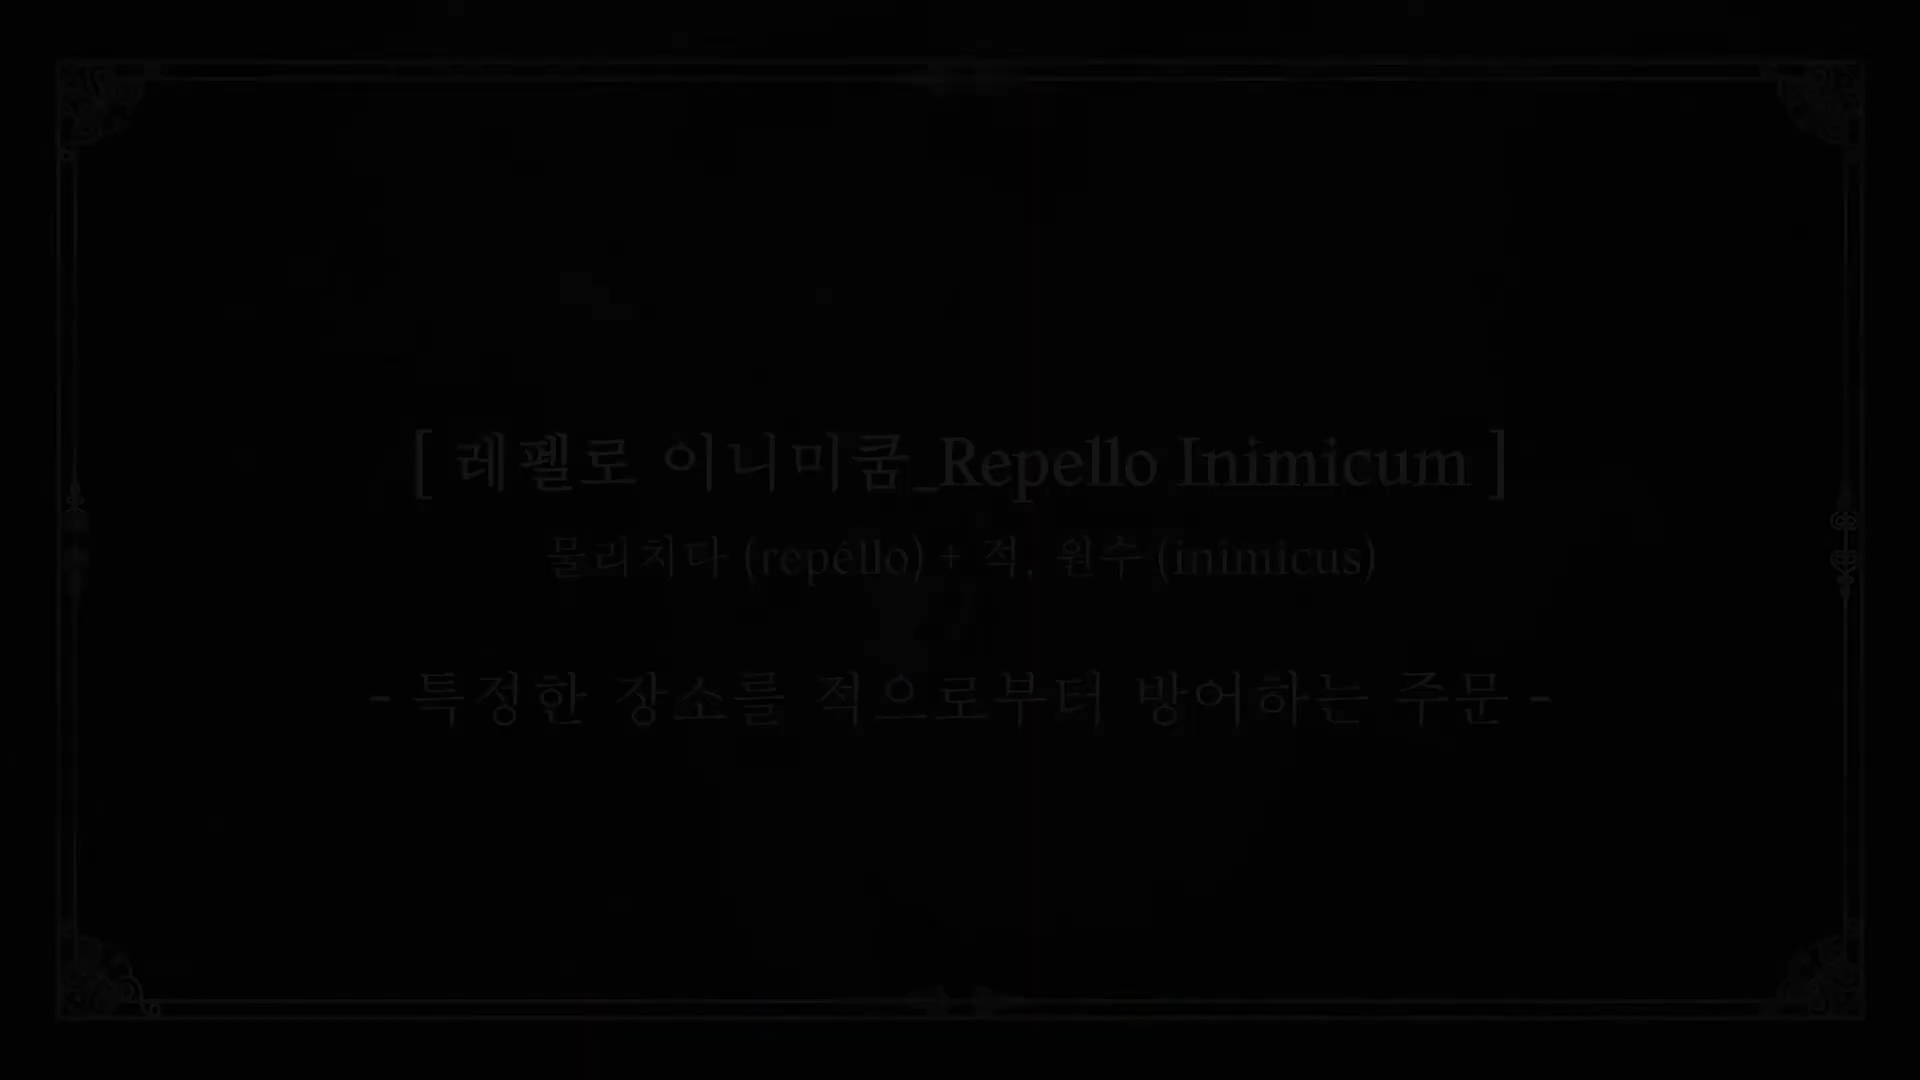 [ 레펠로 이니미쿰_Repello Inimicum ]
물리치다 (repéllo) + 적, 원수 (inimicus)
- 특정한 장소를 적으로부터 방어하는 주문 -